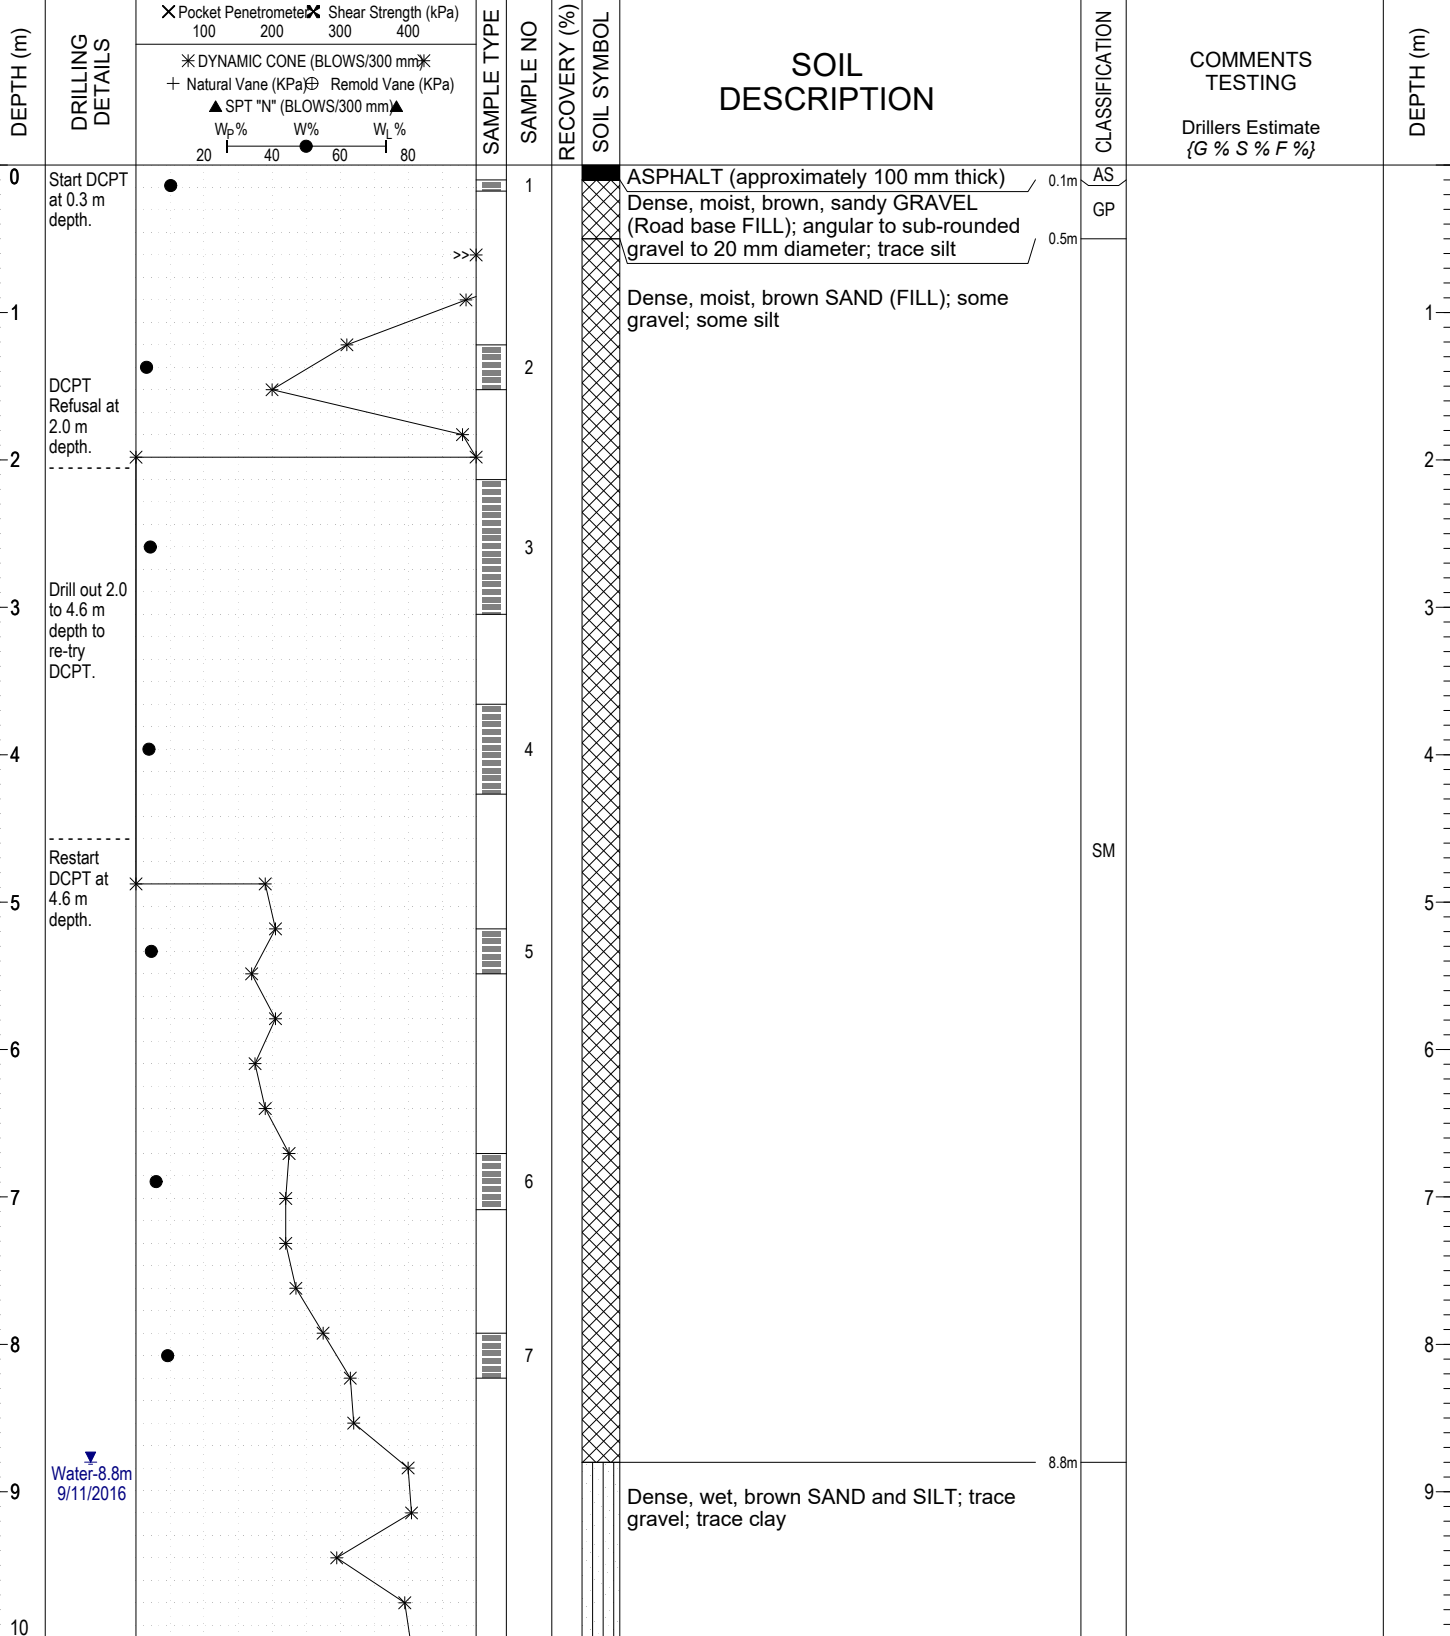 DEPTH (m)
DRILLING
DETAILS
Pocket Penetrometer Shear Strength (kPa)
100 200 300 400
DYNAMIC CONE (BLOWS/300 mm)
Natural Vane (KPa) Remold Vane (KPa)
SPT "N" (BLOWS/300 mm)
WP% W% WL%
20 40 60 80
SAMPLE TYPE
SAMPLE NO
RECOVERY (%)
SOIL SYMBOL
SOIL
DESCRIPTION
CLASSIFICATION
COMMENTS
TESTING
Drillers Estimate
{G % S % F %}
DEPTH (m)
0
Start DCPT
at 0.3 m
depth.
1
ASPHALT (approximately 100 mm thick)
0.1m
AS
Dense, moist, brown, sandy GRAVEL
(Road base FILL); angular to sub-rounded
gravel to 20 mm diameter; trace silt
GP
0.5m
>>
Dense, moist, brown SAND (FILL); some
gravel; some silt
1
1
2
DCPT
Refusal at
2.0 m
depth.
2
2
3
Drill out 2.0
to 4.6 m
depth to
re-try
DCPT.
3
3
4
4
4
Restart
DCPT at
4.6 m
depth.
SM
5
5
5
6
6
6
7
7
7
8
8
8.8m
Water-8.8m
9/11/2016
9
9
Dense, wet, brown SAND and SILT; trace
gravel; trace clay
10